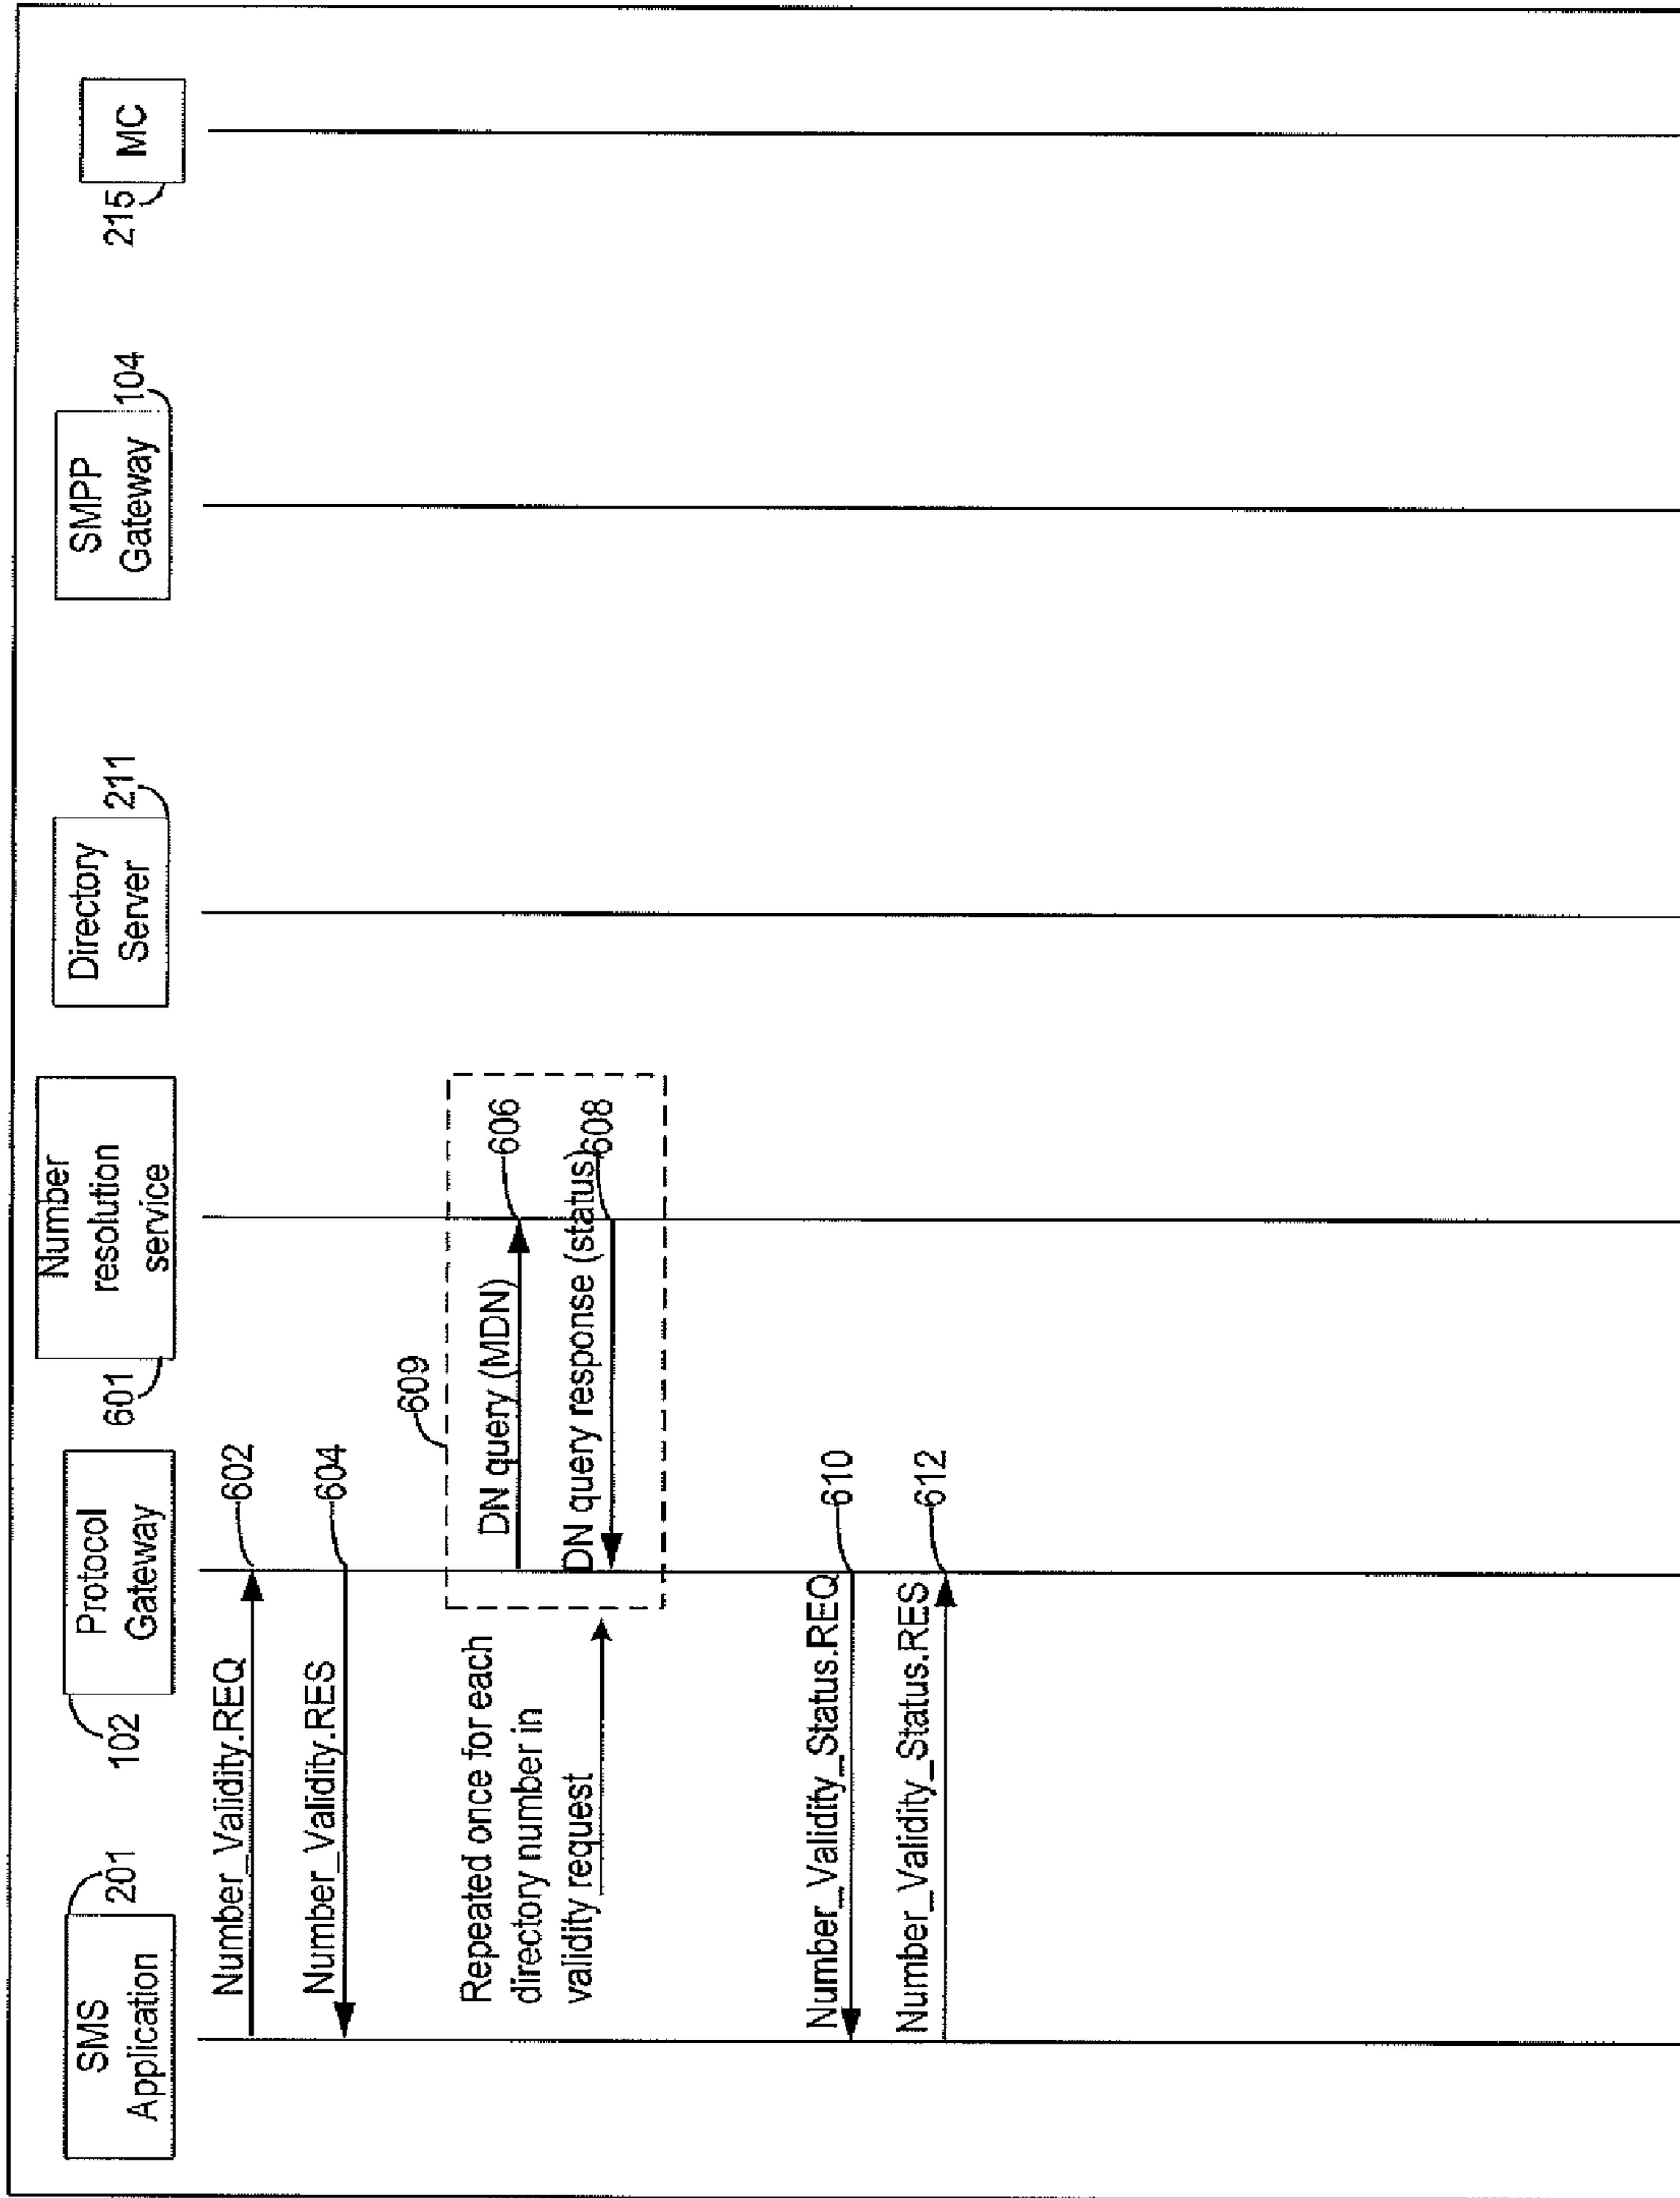 SMS
Application
201
Protocol
Gateway
102
Number
resolution
service
601
Directory
Server
211
SMPP
Gateway
104
MC
215
Number_Validity.REQ
602
Number_Validity.RES
604
Repeated once for each
directory number in
validity request
609
DN query (MDN)
606
DN query response (status)
608
Number_Validity_Status.REQ
610
Number_Validity_Status.RES
612